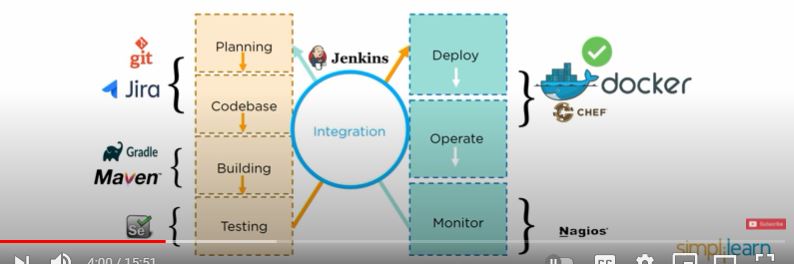 git
Jira
Gradle
Maven
Se
Planning
Codebase
Building
Testing
Jenkins
Integration
Deploy
Operate
Monitor
docker
CHEF
Nagios
Subscribe
simplilearn
4:00 / 15:51
CC